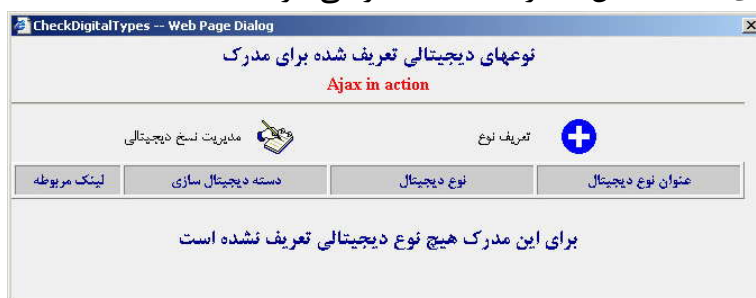 CheckDigitalTypes -- Web Page Dialog
نوعهای دیجیتالی تعریف شده برای مدرک
Ajax in action
تعریف نوع مدیریت نسخ دیجیتالی
عنوان نوع دیجیتال نوع دیجیتال دسته دیجیتال سازی لینک مربوطه
برای این مدرک هیچ نوع دیجیتالی تعریف نشده است